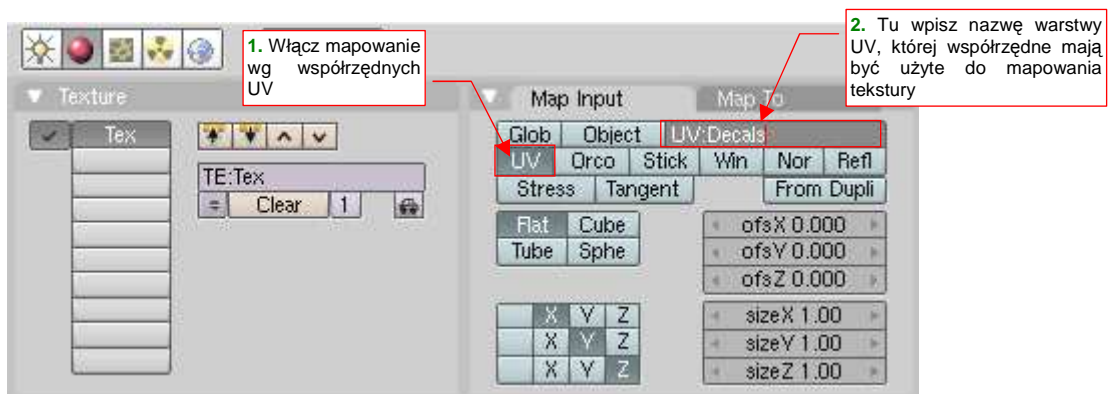 1. Włącz mapowanie
wg współrzędnych
UV
2. Tu wpisz nazwę warstwy
UV, której współrzędne mają
być użyte do mapowania
tekstury
Texture
Tex
TE:Tex
Clear 1
Map Input Map To
Glob Object UV:Decals
UV Orco Stick Win Nor Refl
Stress Tangent From Dupli
Flat Cube
Tube Sphe
ofsX 0.000
ofsY 0.000
ofsZ 0.000
X Y Z
X Y Z
X Y Z
sizeX 1.00
sizeY 1.00
sizeZ 1.00